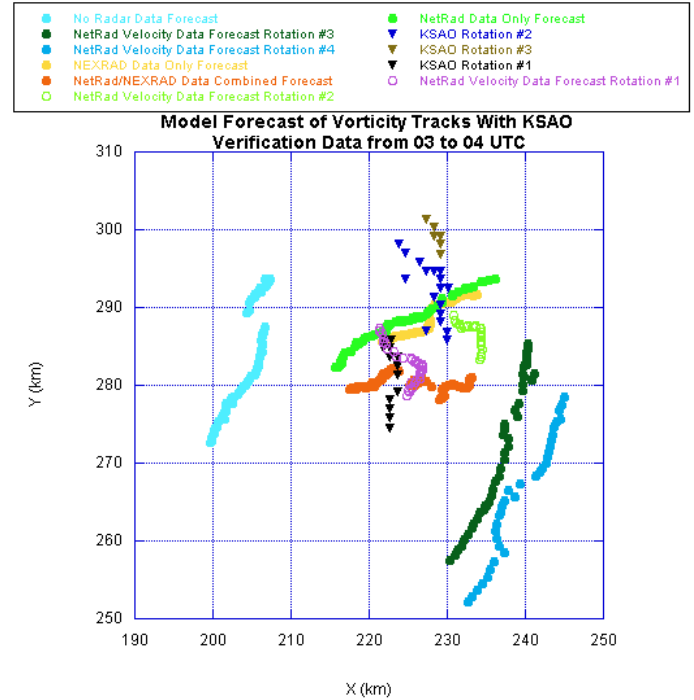 No Radar Data Forecast
NetRad Velocity Data Forecast Rotation #3
NetRad Velocity Data Forecast Rotation #4
NEXRAD Data Only Forecast
NetRad/NEXRAD Data Combined Forecast
NetRad Velocity Data Forecast Rotation #2
NetRad Data Only Forecast
KSAO Rotation #2
KSAO Rotation #3
KSAO Rotation #1
NetRad Velocity Data Forecast Rotation #1
Model Forecast of Vorticity Tracks With KSAO
Verification Data from 03 to 04 UTC
310
300
290
280
270
260
250
Y (km)
190 200 210 220 230 240 250
X (km)